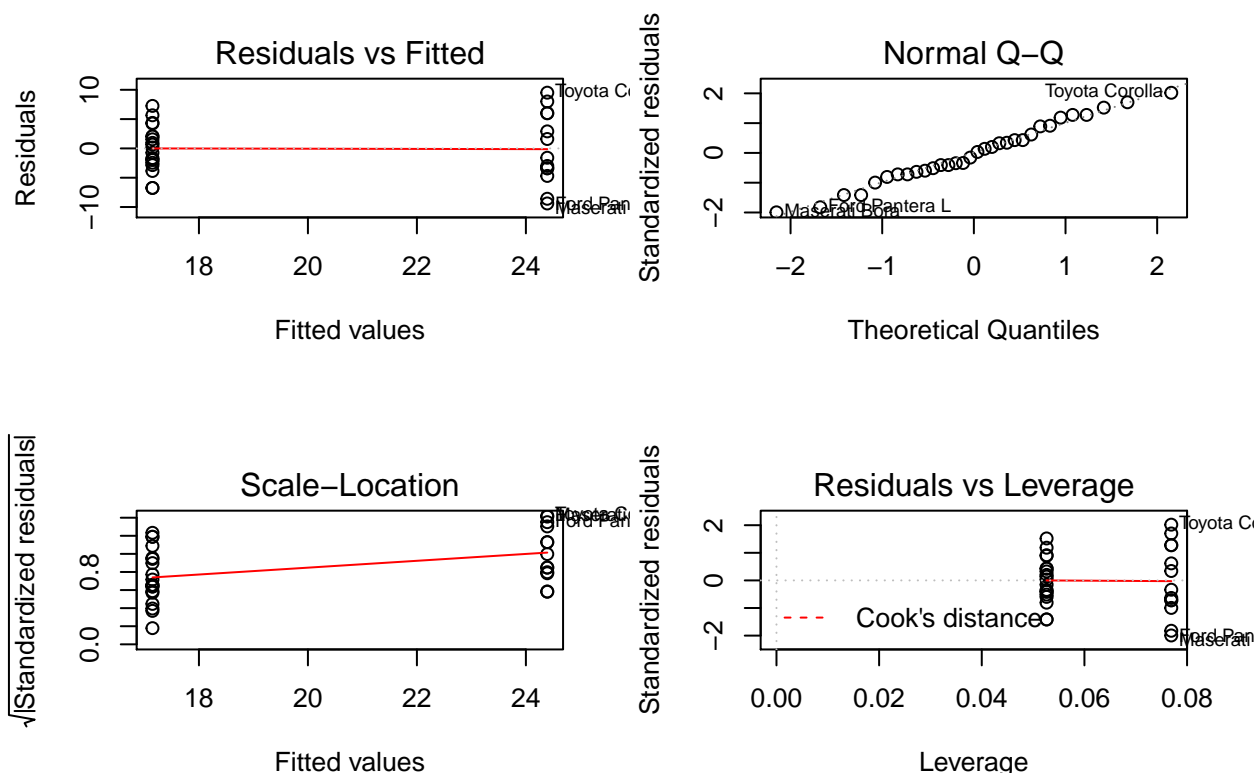 Residuals vs Fitted
Residuals
10
0
−10
Toyota Co
Ford Pan
Maserati
18 20 22 24
Fitted values
Normal Q−Q
Standardized residuals
2
0
−2
Toyota Corolla
Ford Pantera L
Maserati Bora
−2 −1 0 1 2
Theoretical Quantiles
Scale−Location
√|Standardized residuals|
0.8
0.0
Toyota C
Maserati
Ford Pan
18 20 22 24
Fitted values
Residuals vs Leverage
Standardized residuals
2
0
−2
Toyota Co
Ford Pan
Maserati
Cook's distance
0.00 0.02 0.04 0.06 0.08
Leverage